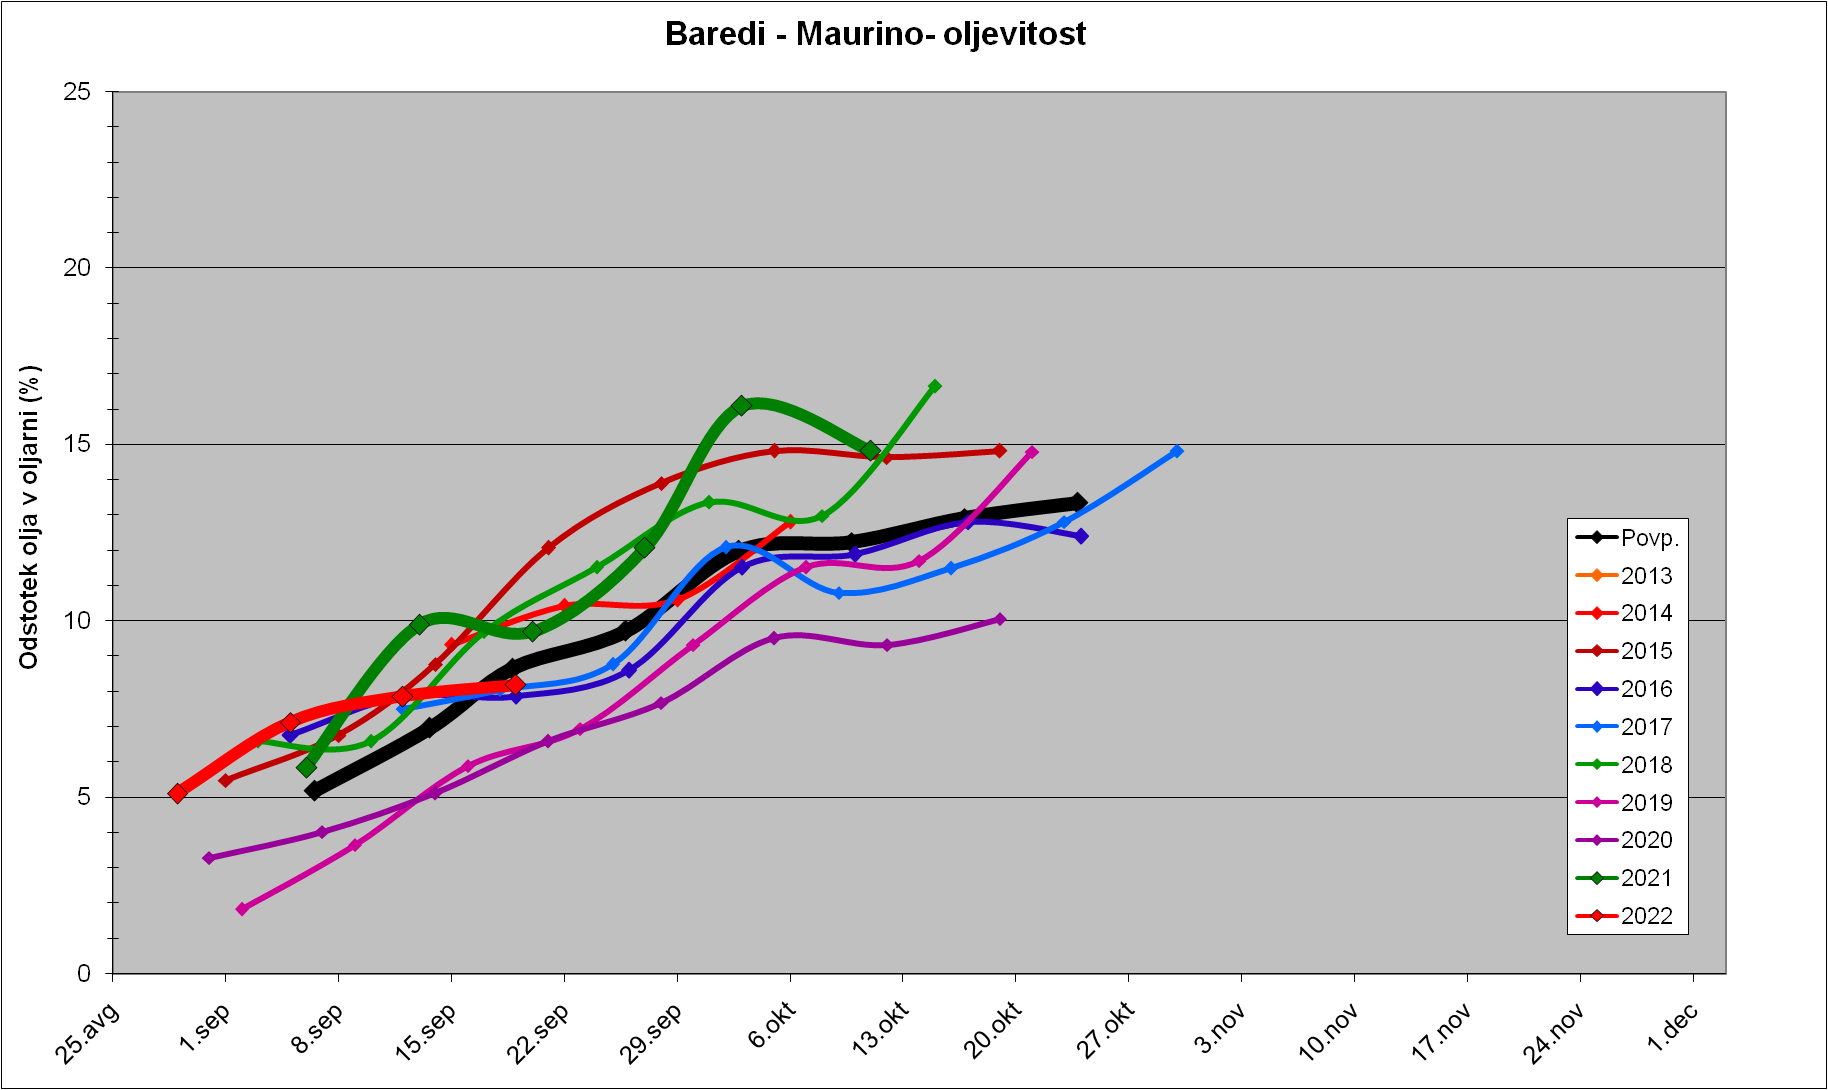 Baredi - Maurino- oljevitost
Odstotek olja v oljarni (%)
25
20
15
10
5
0
25.avg
1.sep
8.sep
15.sep
22.sep
29.sep
6.okt
13.okt
20.okt
27.okt
3.nov
10.nov
17.nov
24.nov
1.dec
Povp.
2013
2014
2015
2016
2017
2018
2019
2020
2021
2022